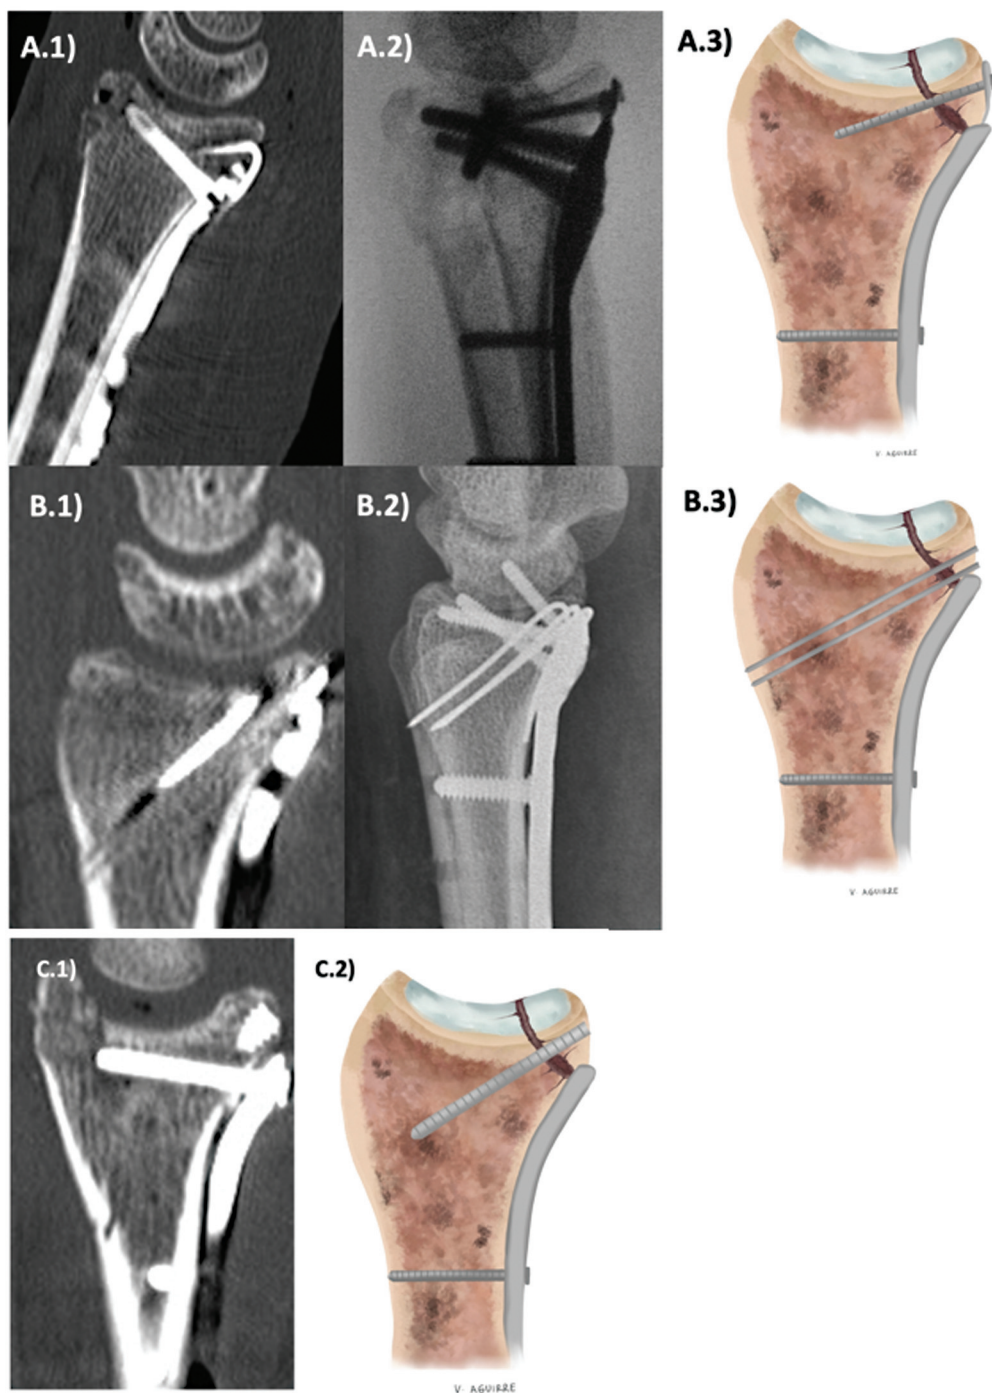 A.1)
A.2)
A.3)
V. AGUIRRE
B.1)
B.2)
B.3)
V. AGUIRRE
C.1)
C.2)
V. AGUIRRE